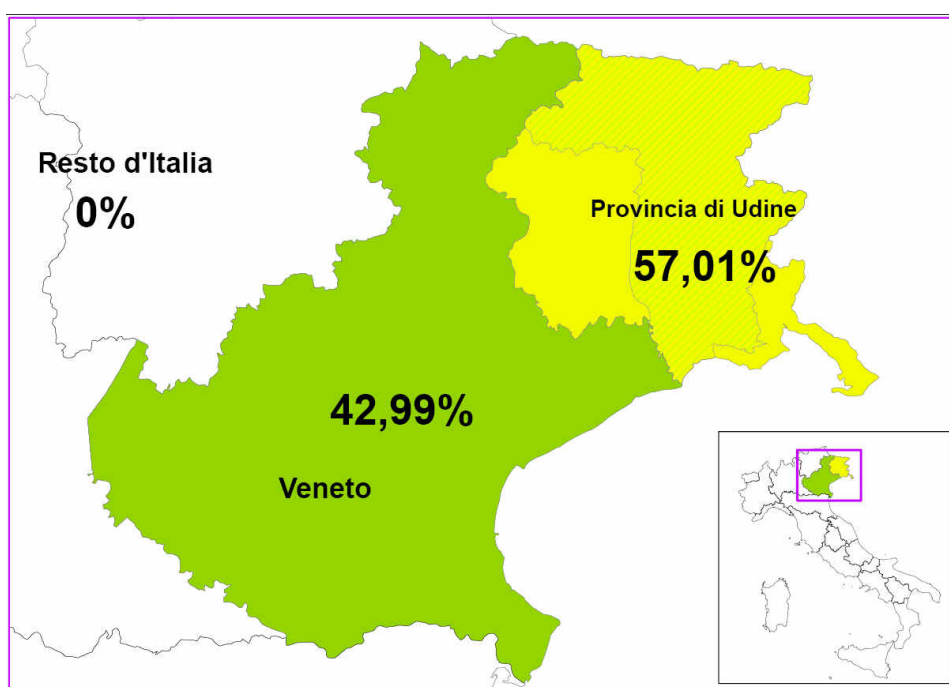 Resto d'Italia
0%
Provincia di Udine
57,01%
42,99%
Veneto